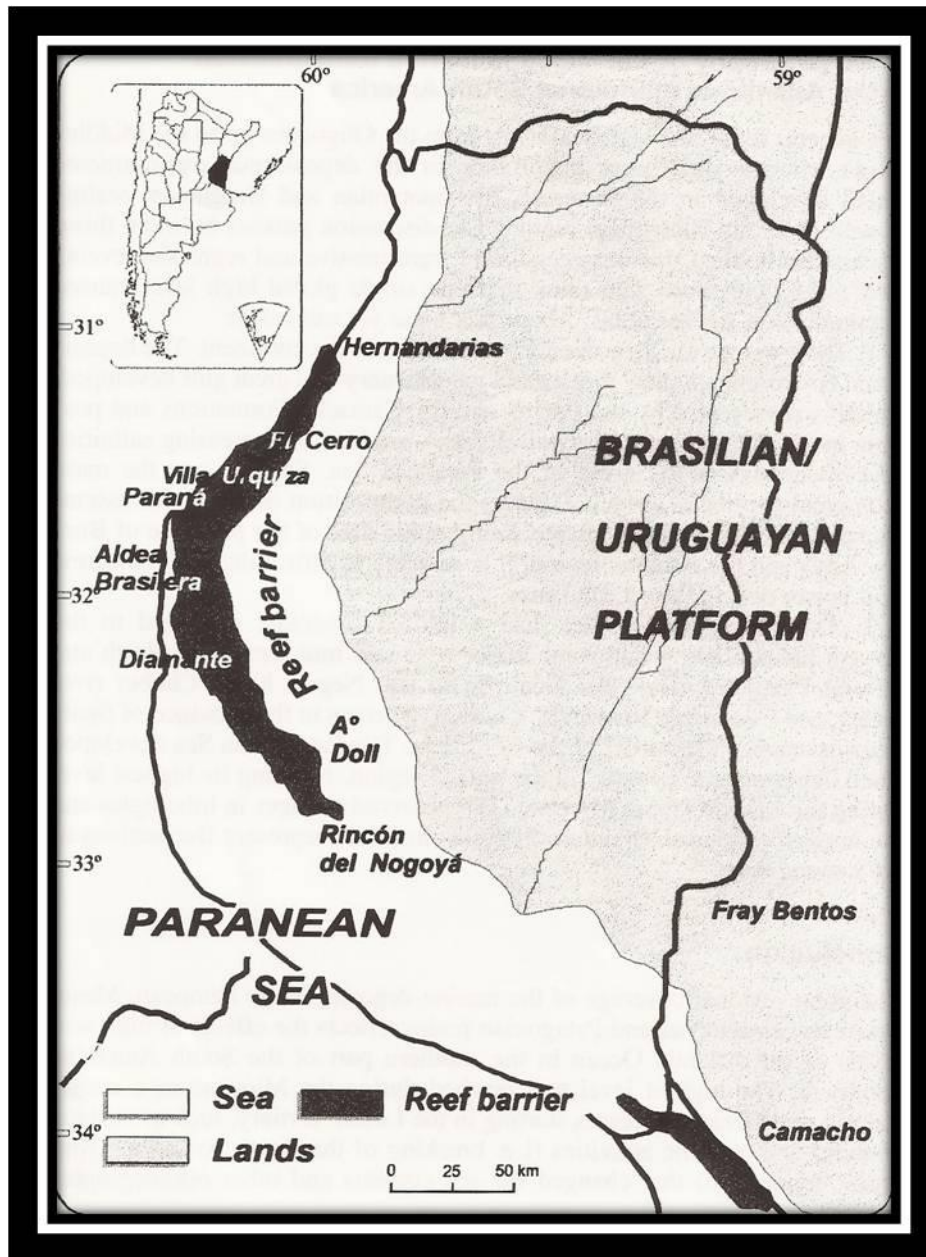 60°
59°
31°
Hernandarias
El Cerro
Villa Urquiza
Paraná
Reef barrier
Aldea
Brasilera
32°
Diamante
A°
Doll
Rincón
del Nogoyá
33°
BRASILIAN/
URUGUAYAN
PLATFORM
Fray Bentos
PARANEAN
SEA
Sea
Reef barrier
Lands
34°
Camacho
0 25 50 km